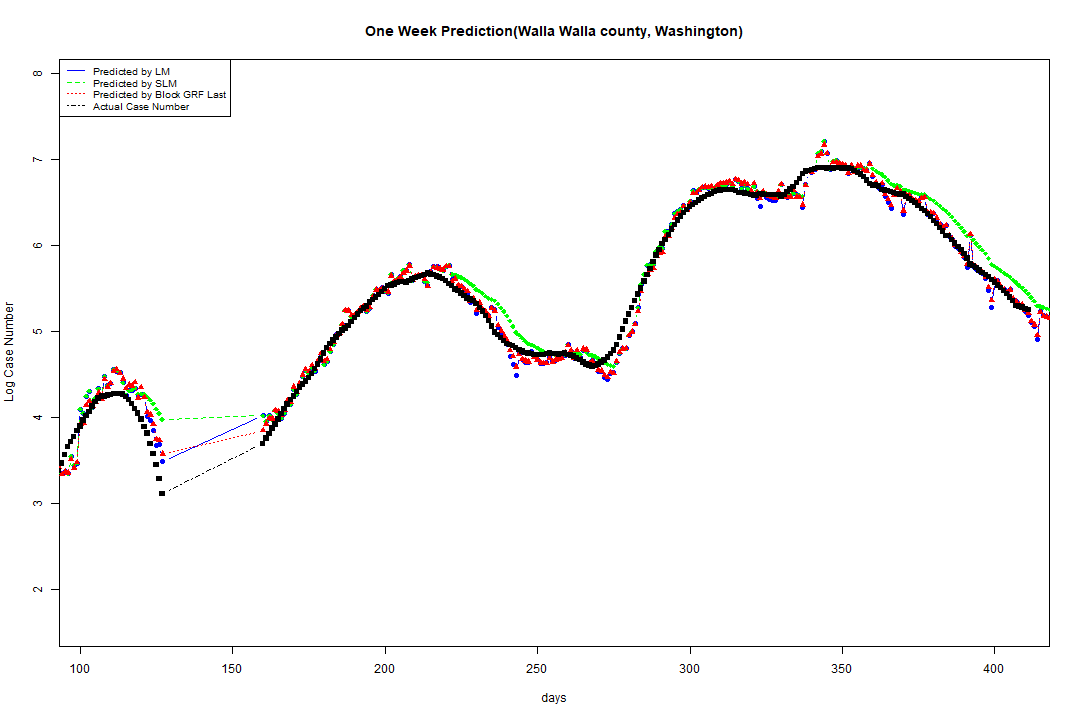 One Week Prediction(Walla Walla county, Washington)
Predicted by LM
Predicted by SLM
Predicted by Block GRF Last
Actual Case Number
8
7
6
5
4
3
2
Log Case Number
100 150 200 250 300 350 400
days